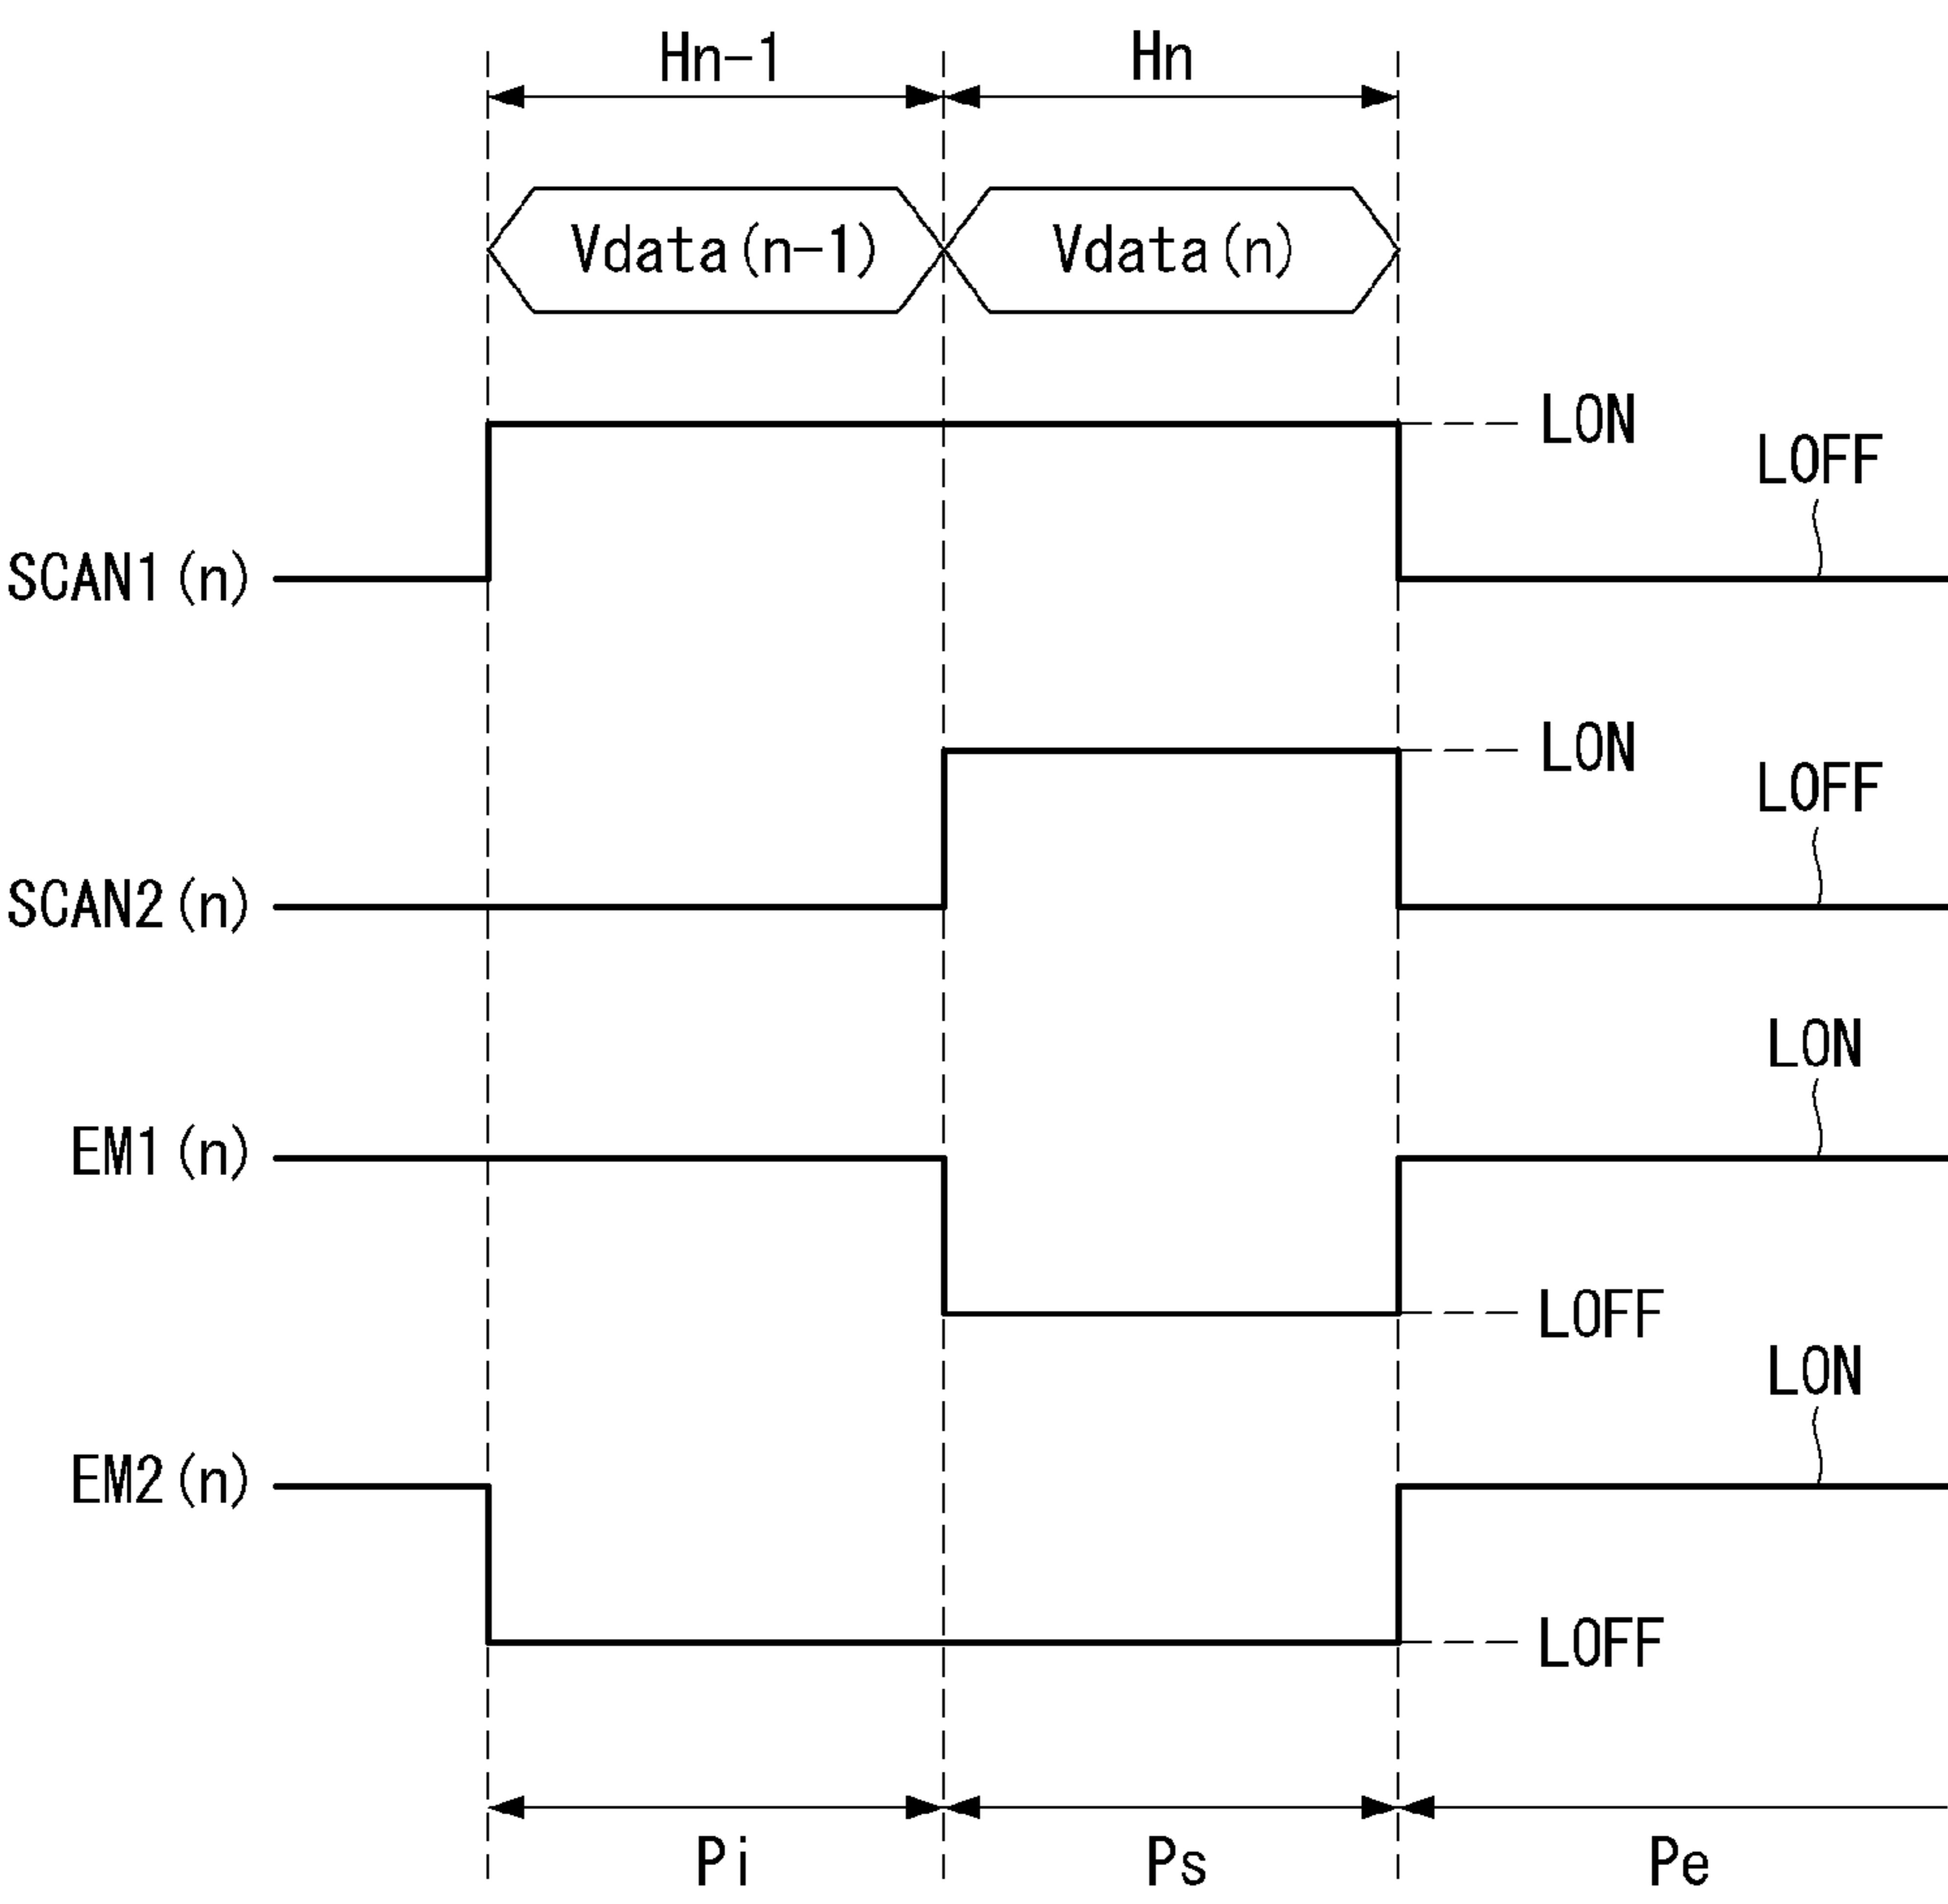 Hn-1
Hn
Vdata(n-1)
Vdata(n)
LON
LOFF
SCAN1(n)
LON
LOFF
SCAN2(n)
LON
EM1(n)
LOFF
LON
EM2(n)
LOFF
Pi
Ps
Pe